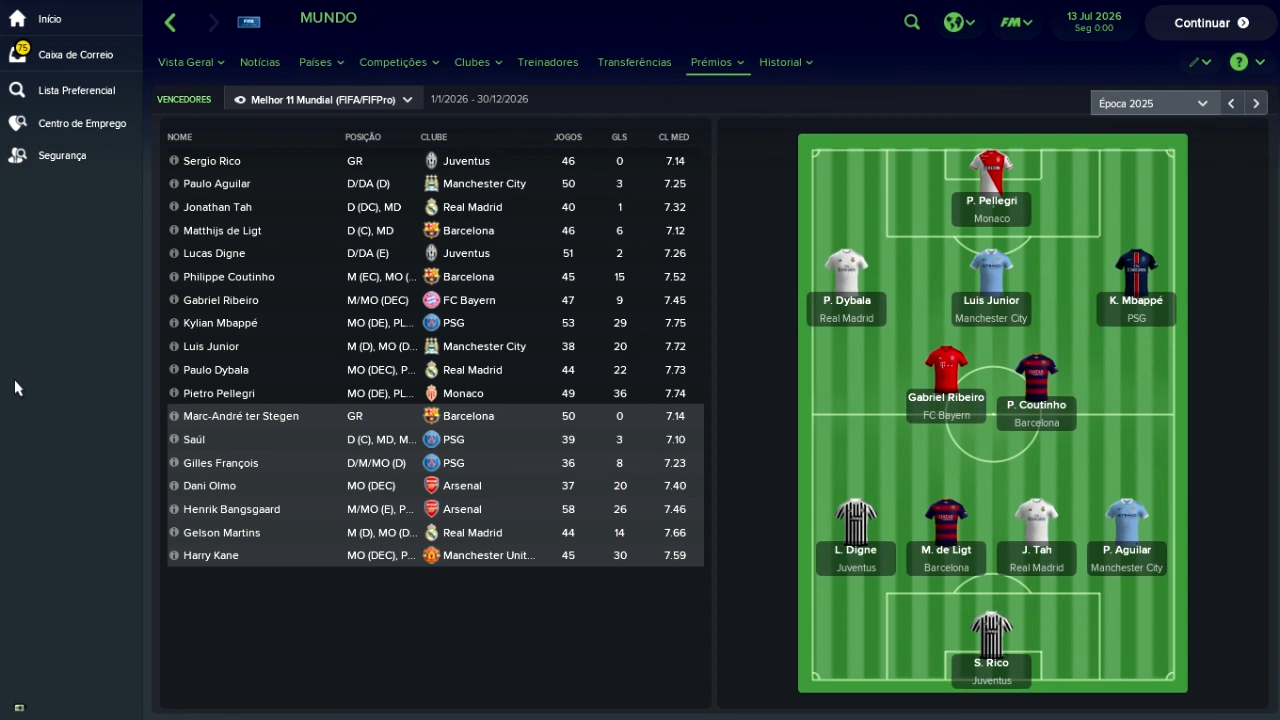 Início
75
Caixa de Correio
Lista Preferencial
Centro de Emprego
Segurança
FIFA
MUNDO
FM
13 Jul 2026
Seg 0:00
Continuar
Vista Geral
Notícias
Países
Competições
Clubes
Treinadores
Transferências
Prémios
Historial
?
VENCEDORES
Melhor 11 Mundial (FIFA/FIFPro)
1/1/2026 - 30/12/2026
Época 2025
NOME POSIÇÃO CLUBE JOGOS GLS CL MED
Sergio Rico GR Juventus 46 0 7.14
Paulo Aguilar D/DA (D) Manchester City 50 3 7.25
Jonathan Tah D (DC), MD Real Madrid 40 1 7.32
Matthijs de Ligt D (C), MD Barcelona 46 6 7.12
Lucas Digne D/DA (E) Juventus 51 2 7.26
Philippe Coutinho M (EC), MO (... Barcelona 45 15 7.52
Gabriel Ribeiro M/MO (DEC) FC Bayern 47 9 7.45
Kylian Mbappé MO (DE), PL... PSG 53 29 7.75
Luis Junior M (D), MO (D... Manchester City 38 20 7.72
Paulo Dybala MO (DEC), P... Real Madrid 44 22 7.73
Pietro Pellegri MO (DE), PL... Monaco 49 36 7.74
Marc-André ter Stegen GR Barcelona 50 0 7.14
Saúl D (C), MD, M... PSG 39 3 7.10
Gilles François D/M/MO (D) PSG 36 8 7.23
Dani Olmo MO (DEC) Arsenal 37 20 7.40
Henrik Bangsgaard M/MO (E), P... Arsenal 58 26 7.46
Gelson Martins M (D), MO (D... Real Madrid 44 14 7.66
Harry Kane MO (DEC), P... Manchester Unit... 45 30 7.59
P. Pellegri
Monaco
P. Dybala
Real Madrid
Luis Junior
Manchester City
K. Mbappé
PSG
Gabriel Ribeiro
FC Bayern
P. Coutinho
Barcelona
L. Digne
Juventus
M. de Ligt
Barcelona
J. Tah
Real Madrid
P. Aguilar
Manchester City
S. Rico
Juventus